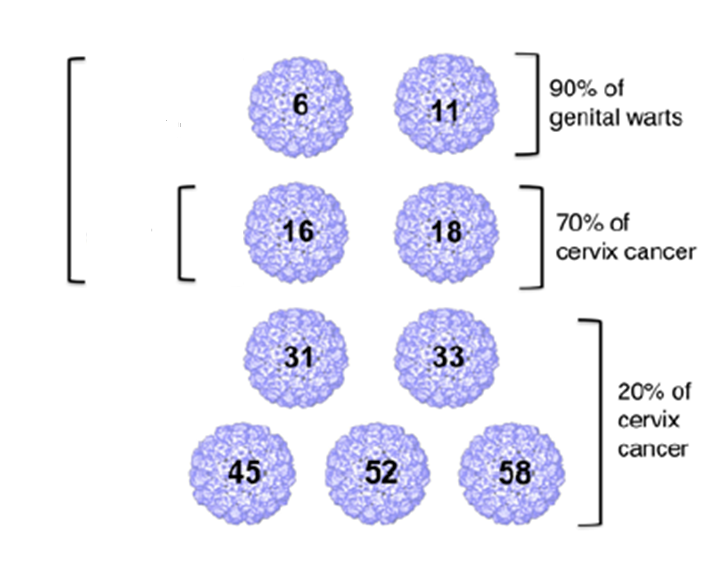 6 11
90% of
genital warts
16 18
70% of
cervix cancer
31 33
20% of
cervix
cancer
45 52 58